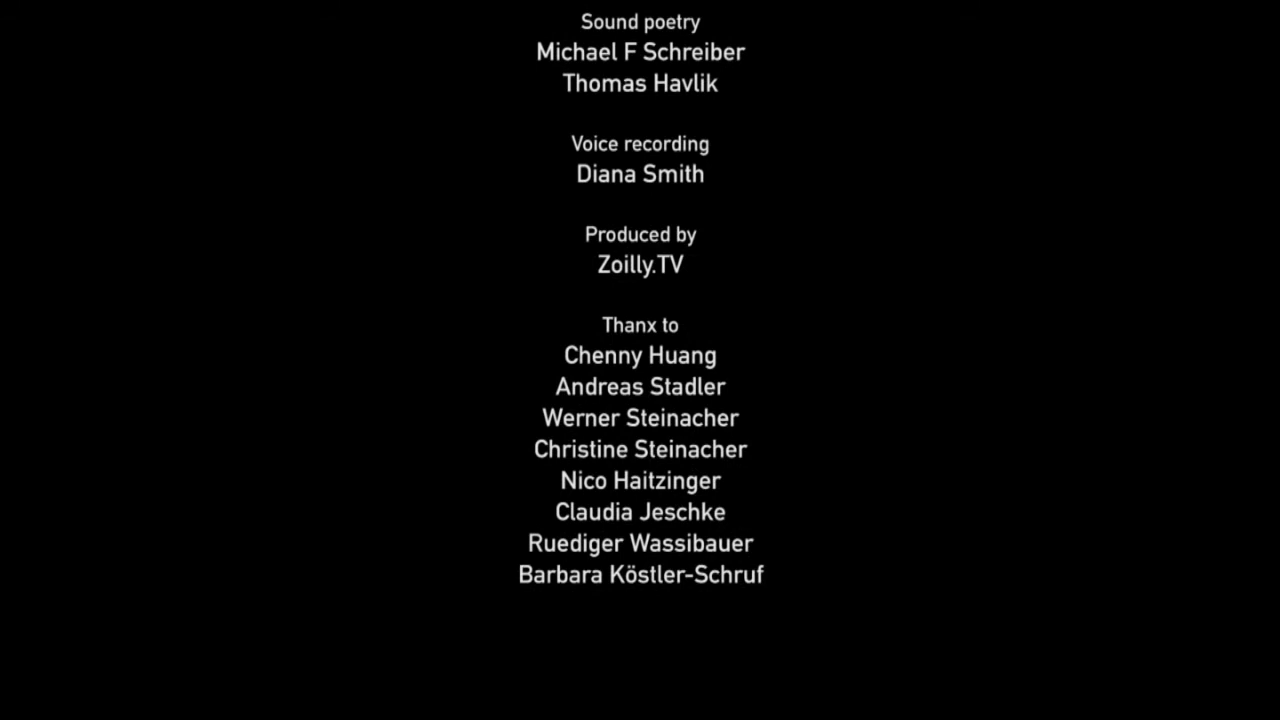 Sound poetry
Michael F Schreiber
Thomas Havlik
Voice recording
Diana Smith
Produced by
Zoilly.TV
Thanx to
Chenny Huang
Andreas Stadler
Werner Steinacher
Christine Steinacher
Nico Haitzinger
Claudia Jeschke
Ruediger Wassibauer
Barbara Köstler-Schruf